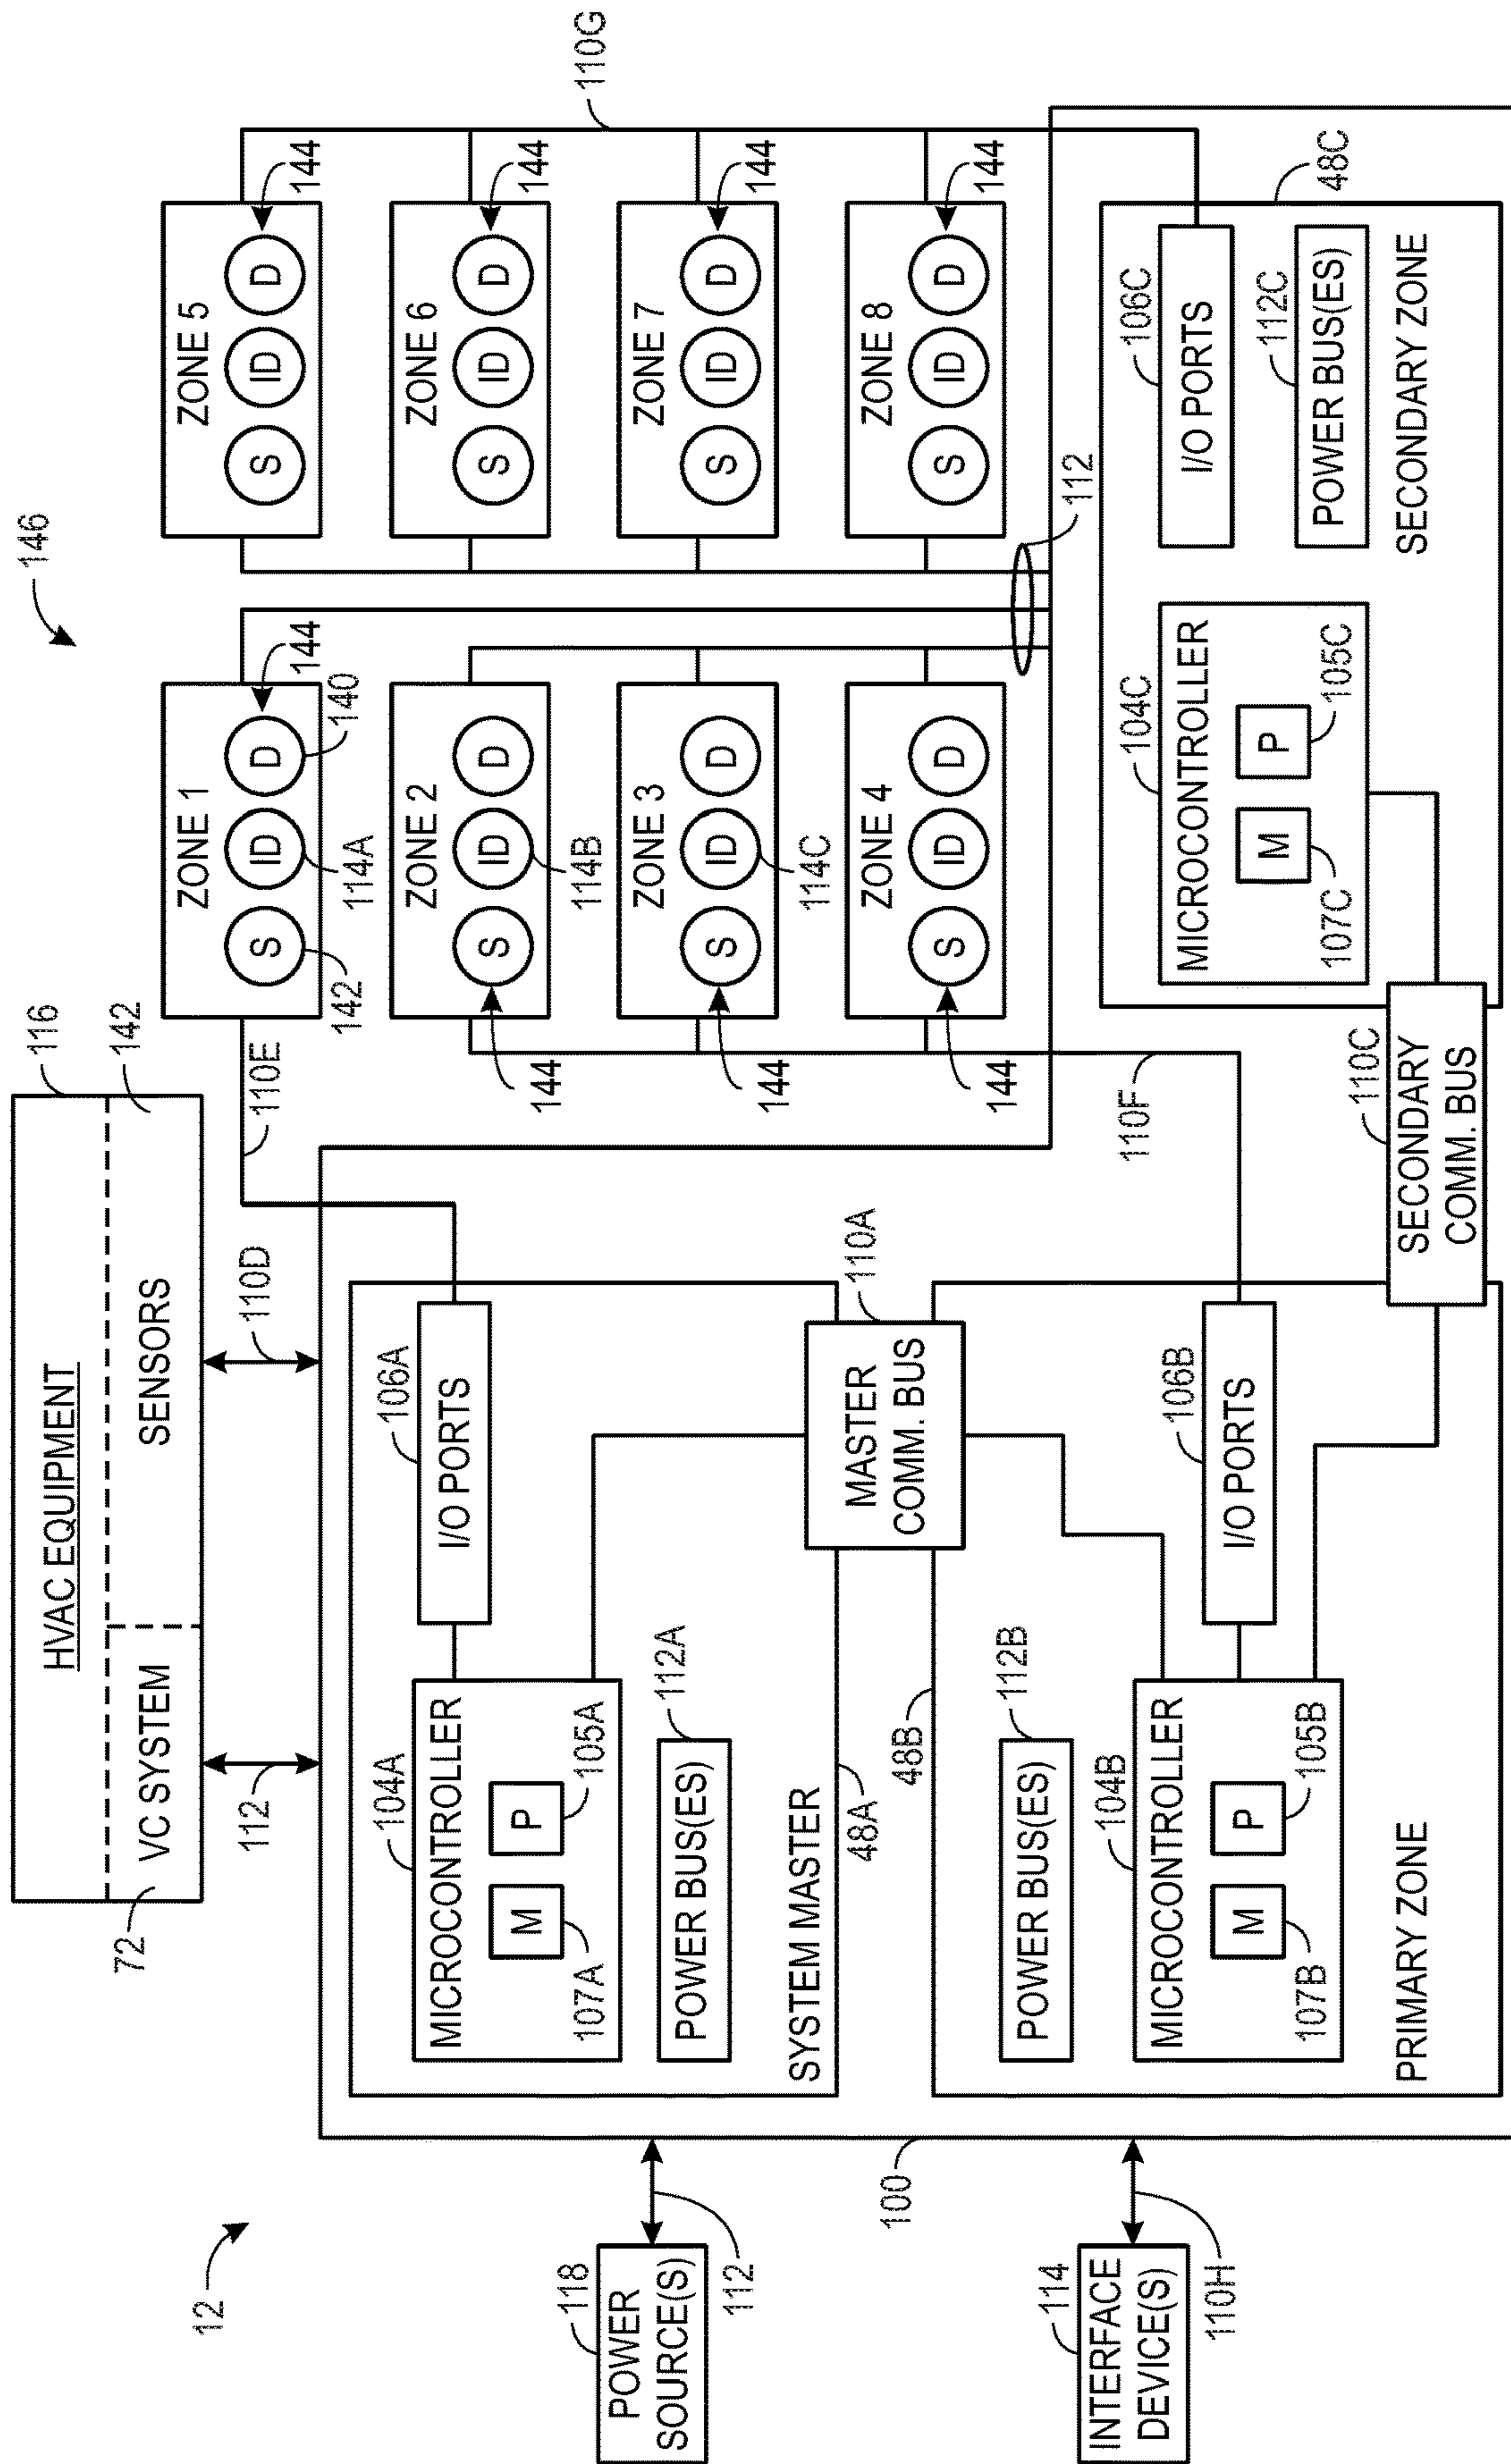 12
146
HVAC EQUIPMENT
116
VC SYSTEM
SENSORS
72
142
112
110D
110E
ZONE 1
S
ID
D
144
142
114A
140
ZONE 5
S
ID
D
144
110G
ZONE 2
S
ID
D
144
114B
ZONE 6
S
ID
D
144
ZONE 3
S
ID
D
144
114C
ZONE 7
S
ID
D
144
ZONE 4
S
ID
D
144
ZONE 8
S
ID
D
144
112
110F
118
POWER
SOURCE(S)
112
114
INTERFACE
DEVICE(S)
110H
100
104A
MICROCONTROLLER
M
P
107A
105A
106A
I/O PORTS
112A
POWER BUS(ES)
SYSTEM MASTER
48A
110A
MASTER
COMM. BUS
48B
112B
POWER BUS(ES)
104B
MICROCONTROLLER
M
P
107B
105B
106B
I/O PORTS
PRIMARY ZONE
110C
SECONDARY
COMM. BUS
48C
104C
MICROCONTROLLER
M
P
107C
105C
106C
I/O PORTS
112C
POWER BUS(ES)
SECONDARY ZONE